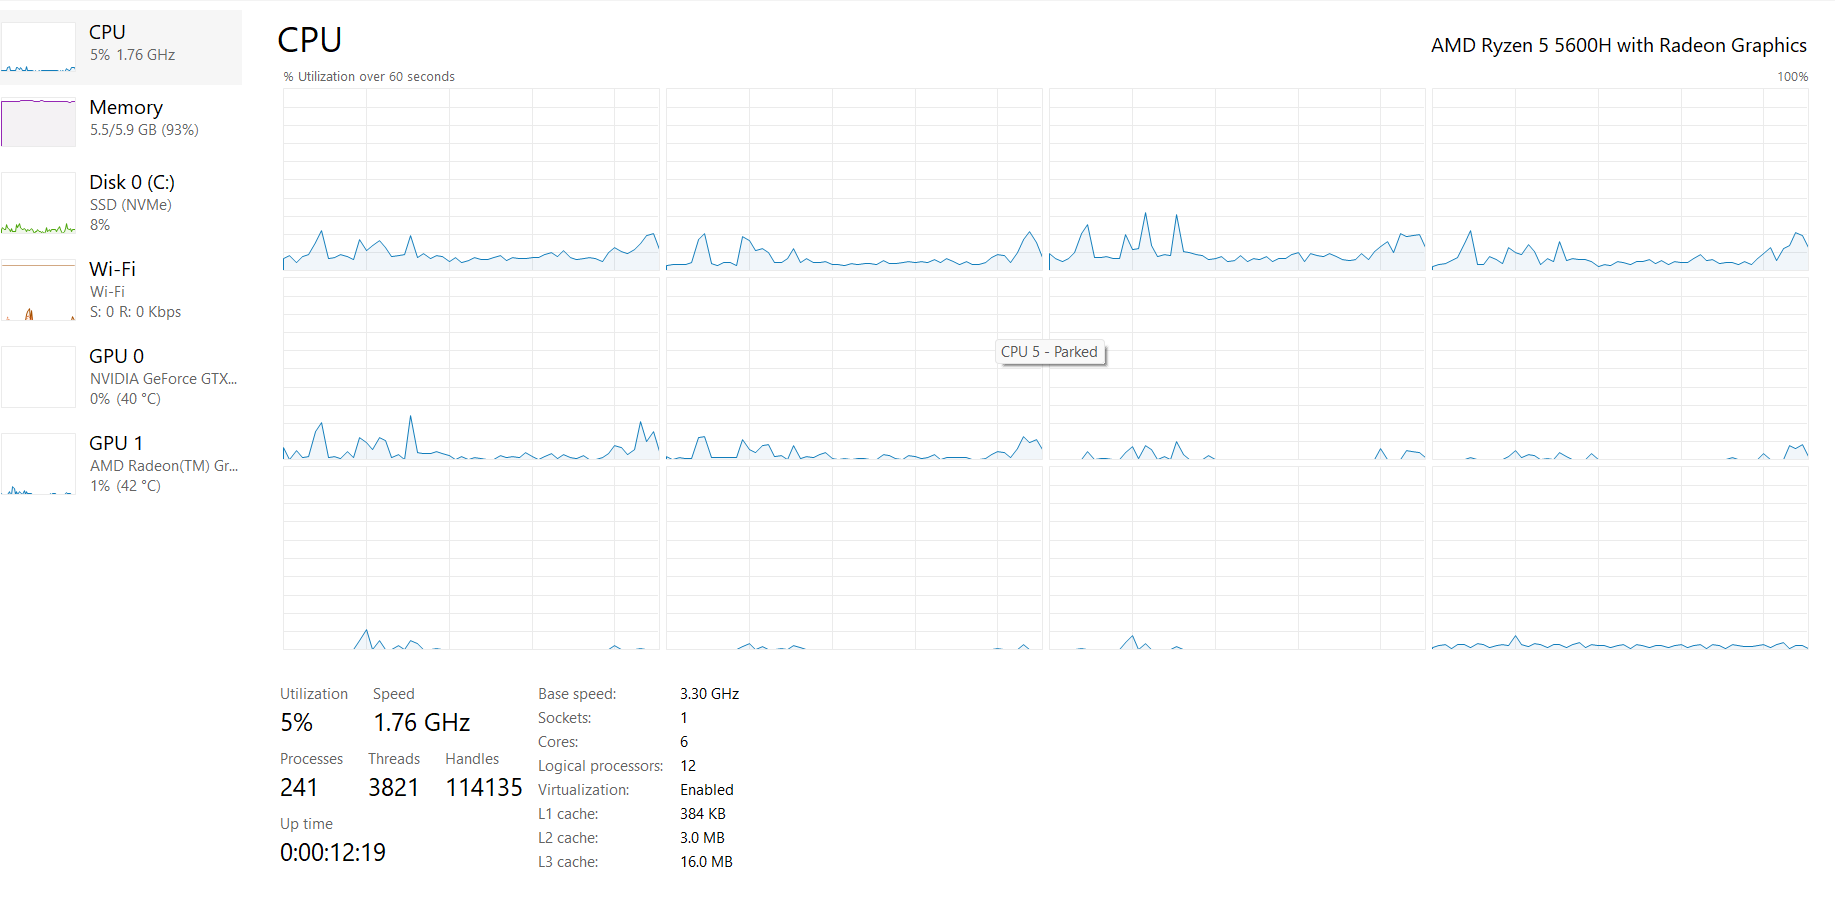 CPU
5% 1.76 GHz
Memory
5.5/5.9 GB (93%)
Disk 0 (C:)
SSD (NVMe)
8%
Wi-Fi
Wi-Fi
S: 0 R: 0 Kbps
GPU 0
NVIDIA GeForce GTX...
0% (40 °C)
GPU 1
AMD Radeon(TM) Gr...
1% (42 °C)
CPU
AMD Ryzen 5 5600H with Radeon Graphics
% Utilization over 60 seconds
100%
CPU 5 - Parked
Utilization
5%
Speed
1.76 GHz
Processes
241
Threads
3821
Handles
114135
Up time
0:00:12:19
Base speed: 3.30 GHz
Sockets: 1
Cores: 6
Logical processors: 12
Virtualization: Enabled
L1 cache: 384 KB
L2 cache: 3.0 MB
L3 cache: 16.0 MB